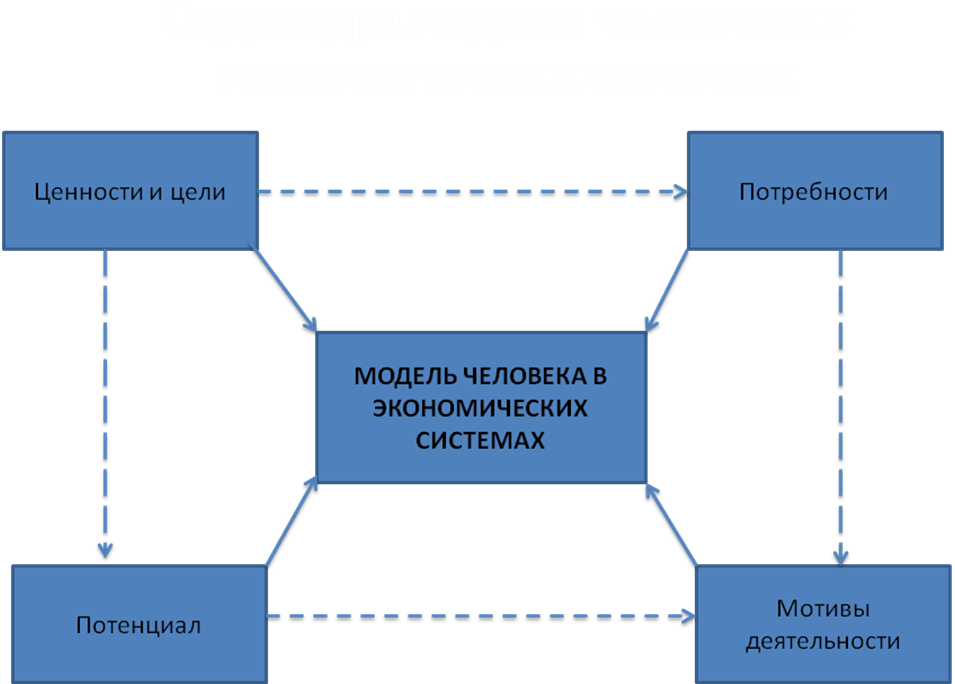 Ценности и цели
Потребности
МОДЕЛЬ ЧЕЛОВЕКА В
ЭКОНОМИЧЕСКИХ
СИСТЕМАХ
Потенциал
Мотивы
деятельности